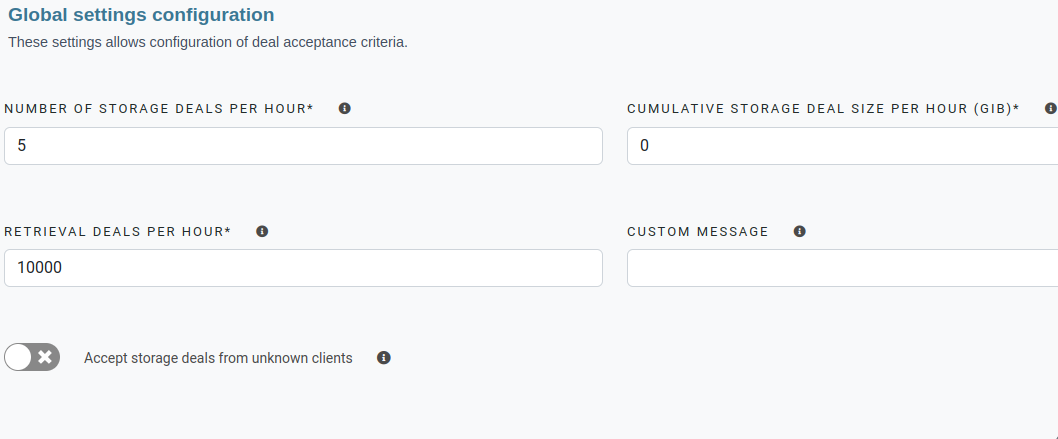 Global settings configuration
These settings allows configuration of deal acceptance criteria.
NUMBER OF STORAGE DEALS PER HOUR*
CUMULATIVE STORAGE DEAL SIZE PER HOUR (GIB)*
5
0
RETRIEVAL DEALS PER HOUR*
CUSTOM MESSAGE
10000
Accept storage deals from unknown clients